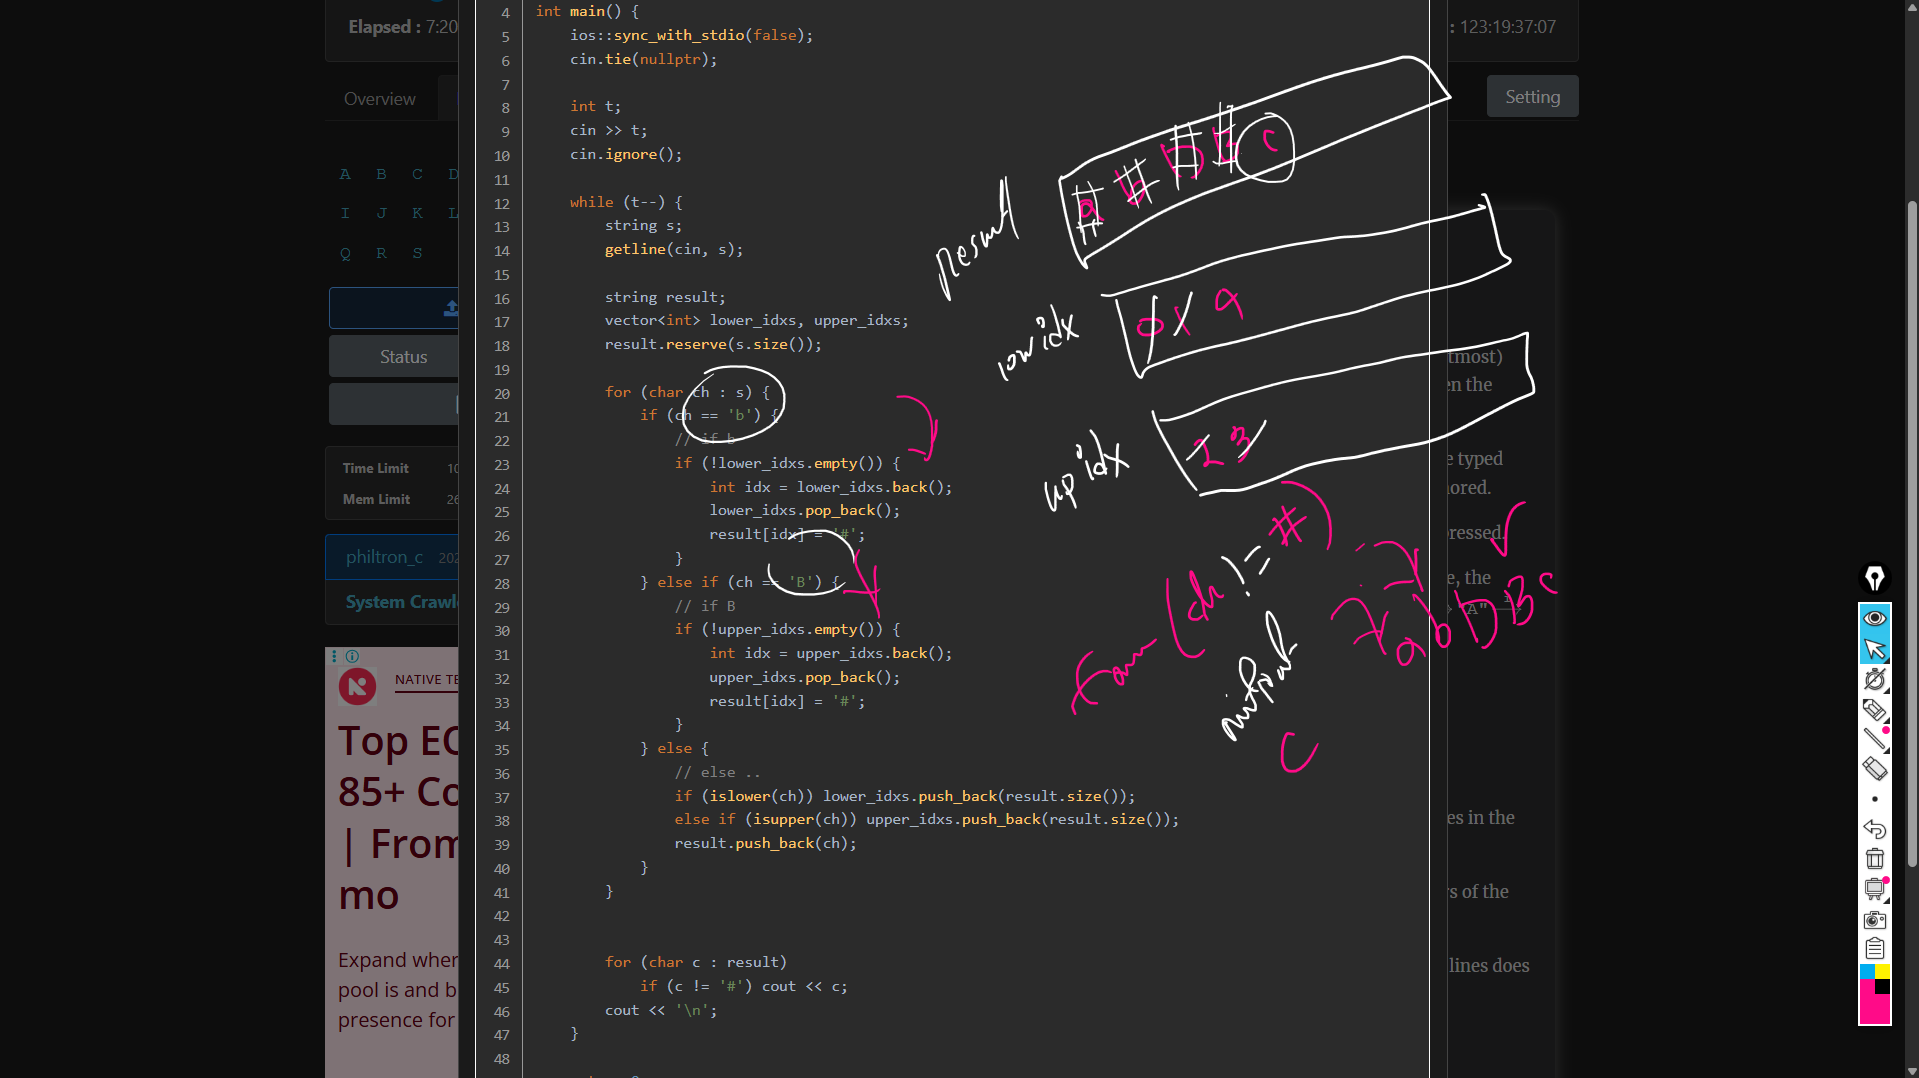 Elapsed : 7:20
: 123:19:37:07
Overview
Setting
A B C D
I J K L
Q R S
Status
Time Limit 10
Mem Limit 26
philtron_c 202
System Crawl
NATIVE TE
Top EC
85+ Co
| From
mo
Expand wher
pool is and b
presence for
4 int main() {
5 ios::sync_with_stdio(false);
6 cin.tie(nullptr);
7
8 int t;
9 cin >> t;
10 cin.ignore();
11
12 while (t--) {
13 string s;
14 getline(cin, s);
15
16 string result;
17 vector<int> lower_idxs, upper_idxs;
18 result.reserve(s.size());
19
20 for (char ch : s) {
21 if (ch == 'b') {
22 // if b
23 if (!lower_idxs.empty()) {
24 int idx = lower_idxs.back();
25 lower_idxs.pop_back();
26 result[idx] = '#';
27 }
28 } else if (ch == 'B') {
29 // if B
30 if (!upper_idxs.empty()) {
31 int idx = upper_idxs.back();
32 upper_idxs.pop_back();
33 result[idx] = '#';
34 }
35 } else {
36 // else ..
37 if (islower(ch)) lower_idxs.push_back(result.size());
38 else if (isupper(ch)) upper_idxs.push_back(result.size());
39 result.push_back(ch);
40 }
41 }
42
43
44 for (char c : result)
45 if (c != '#') cout << c;
46 cout << '\n';
47 }
48
result
# # # # c
low idx
0 1 4
up idx
2 3
(ch != #)
a b D B c
C
tmost)
en the
e typed
nored.
ressed.
e, the
"A"
es in the
s of the
lines does